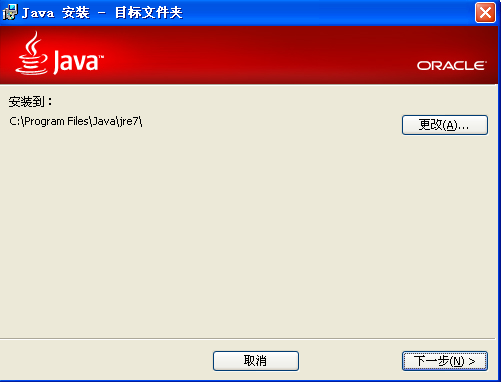 Java 安装 - 目标文件夹
Java™
ORACLE®
安装到：
C:\Program Files\Java\jre7\
更改(A)...
取消
下一步(N) >